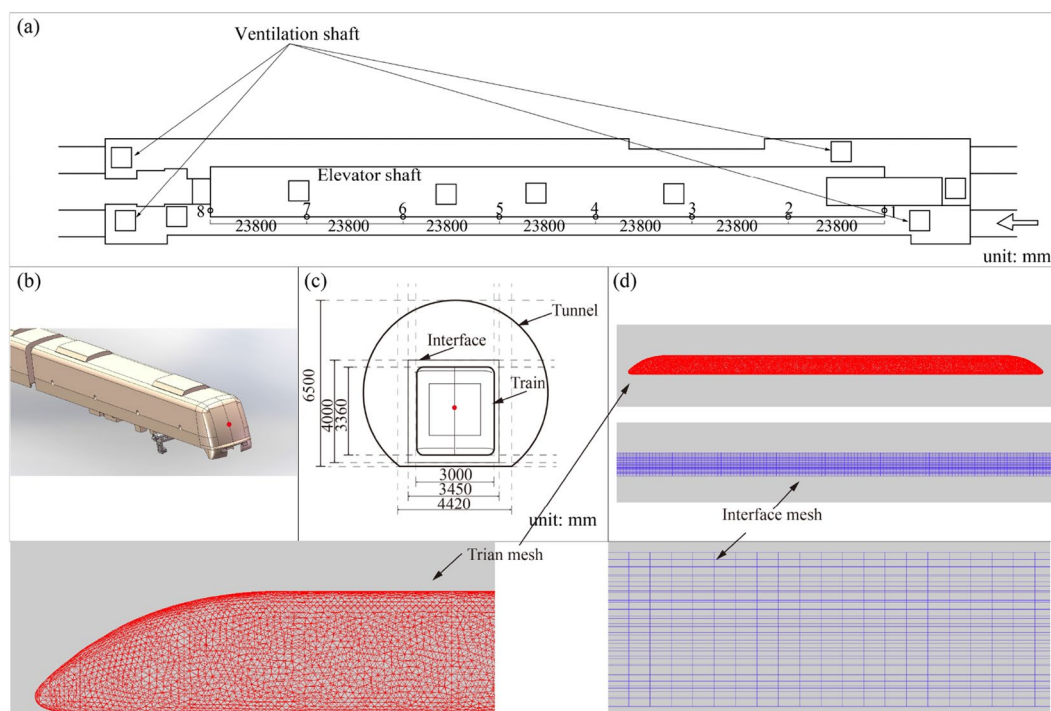 (a)
Ventilation shaft
Elevator shaft
8 7 6 5 4 3 2 1
23800 23800 23800 23800 23800 23800 23800
unit: mm
(b)
(c)
Tunnel
Interface
Train
6500
4000
3360
3000
3450
4420
unit: mm
(d)
Interface mesh
Trian mesh